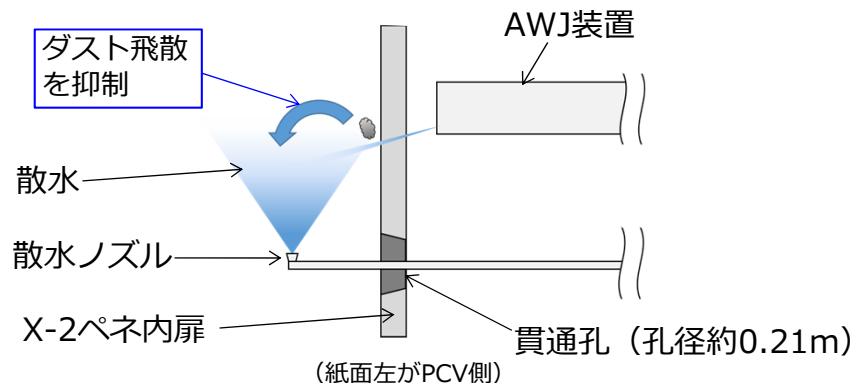 AWJ装置
ダスト飛散
を抑制
散水
散水ノズル
X-2ペネ内扉
貫通孔（孔径約0.21m）
（紙面左がPCV側）